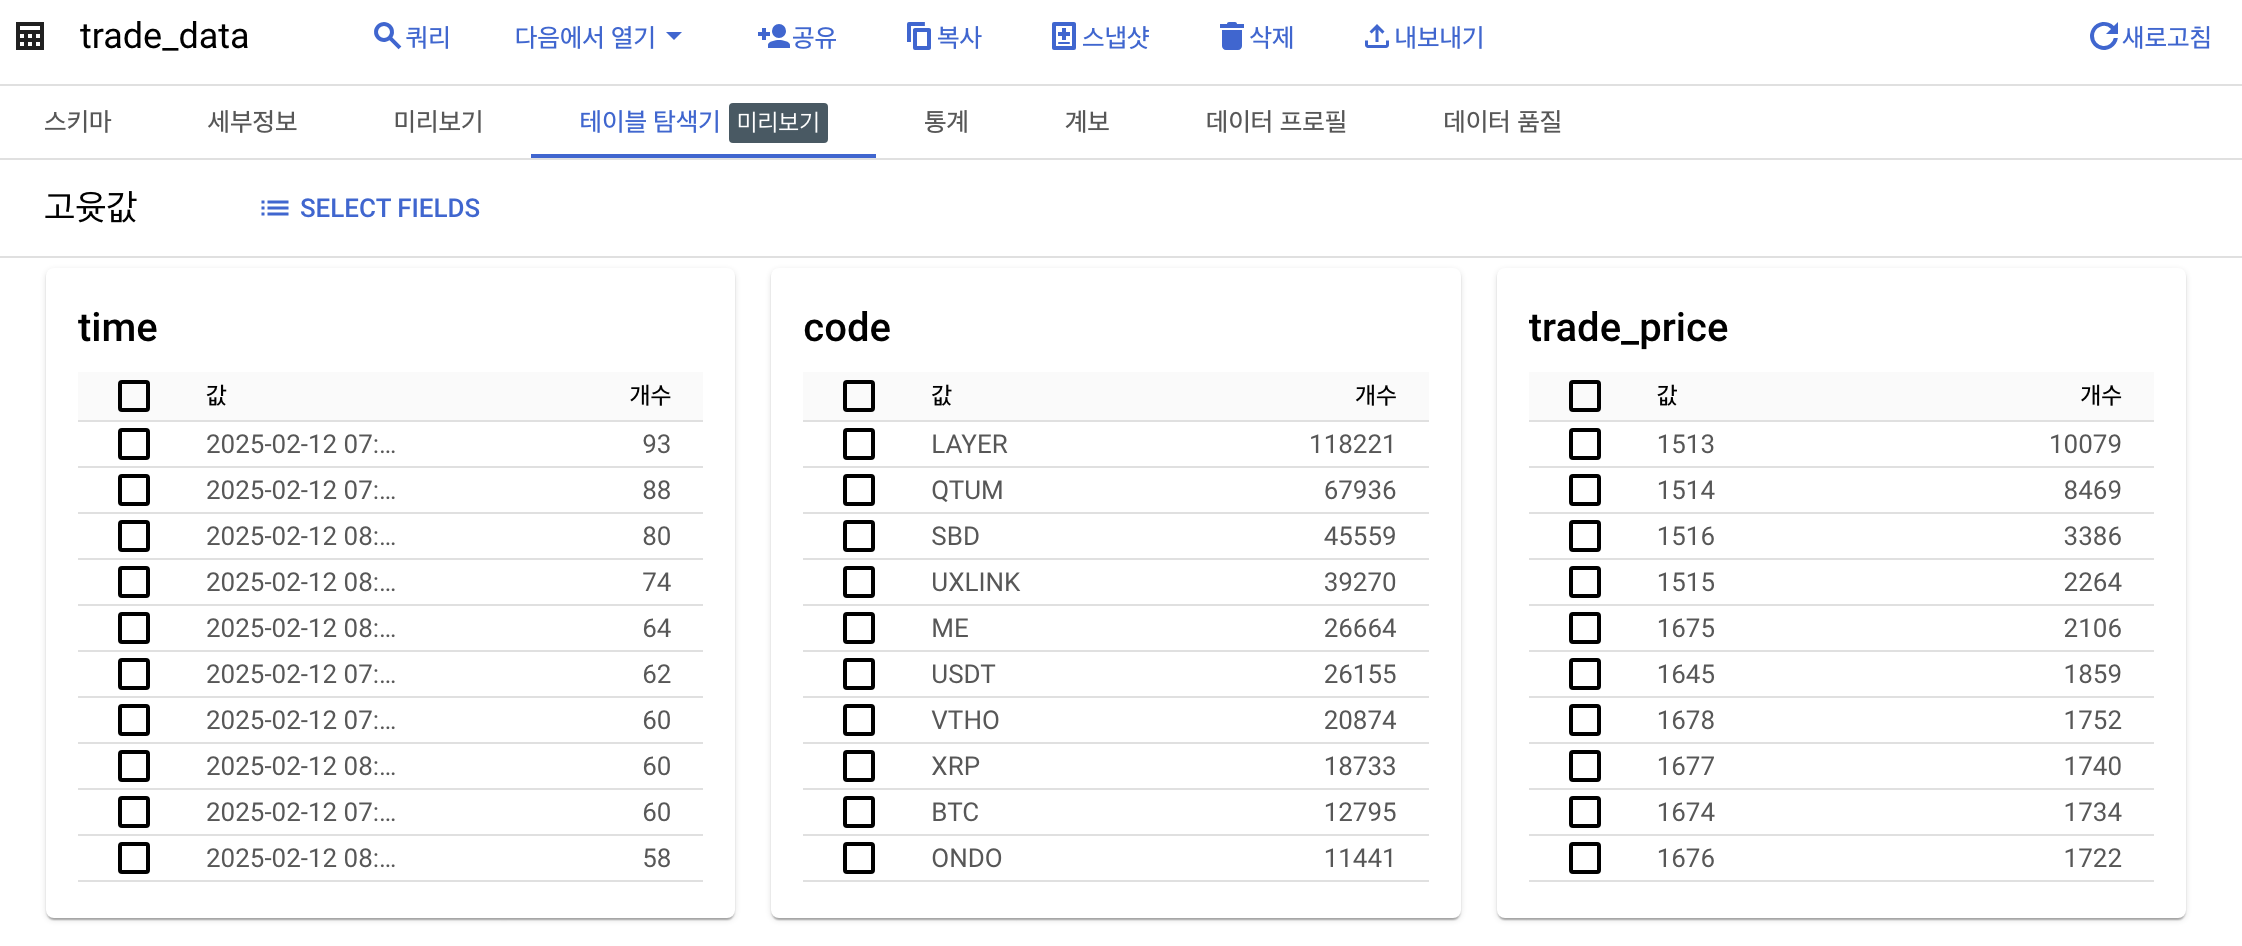 trade_data 쿼리 다음에서 열기 공유 복사 스냅샷 삭제 내보내기 새로고침
스키마 세부정보 미리보기 테이블 탐색기 미리보기 통계 계보 데이터 프로필 데이터 품질
고윳값 SELECT FIELDS
time
값 개수
2025-02-12 07:... 93
2025-02-12 07:... 88
2025-02-12 08:... 80
2025-02-12 08:... 74
2025-02-12 08:... 64
2025-02-12 07:... 62
2025-02-12 07:... 60
2025-02-12 08:... 60
2025-02-12 07:... 60
2025-02-12 08:... 58
code
값 개수
LAYER 118221
QTUM 67936
SBD 45559
UXLINK 39270
ME 26664
USDT 26155
VTHO 20874
XRP 18733
BTC 12795
ONDO 11441
trade_price
값 개수
1513 10079
1514 8469
1516 3386
1515 2264
1675 2106
1645 1859
1678 1752
1677 1740
1674 1734
1676 1722